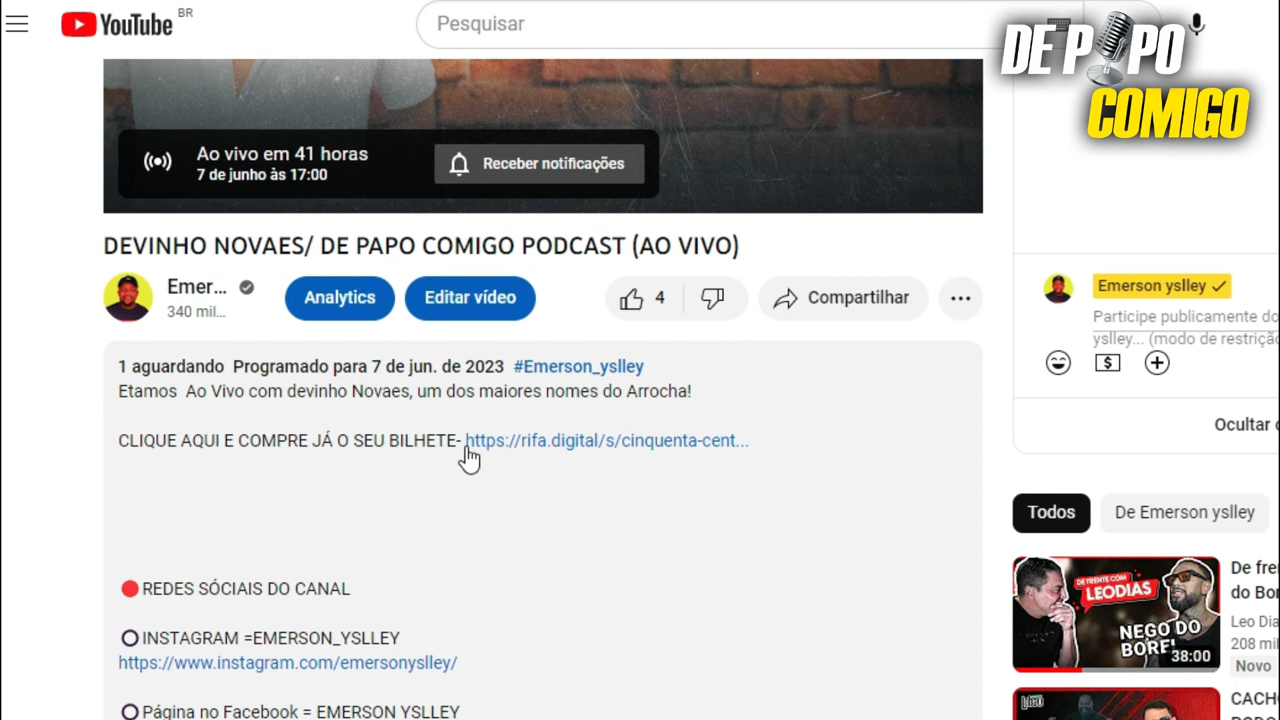 YouTube BR
Pesquisar
DE PAPO
COMIGO
Ao vivo em 41 horas
7 de junho às 17:00
Receber notificações
DEVINHO NOVAES/ DE PAPO COMIGO PODCAST (AO VIVO)
Emer...
340 mil...
Analytics
Editar vídeo
4
Compartilhar
Emerson yslley
Participe publicamente do
yslley... (modo de restrição
1 aguardando Programado para 7 de jun. de 2023 #Emerson_yslley
Etamos Ao Vivo com devinho Novaes, um dos maiores nomes do Arrocha!
CLIQUE AQUI E COMPRE JÁ O SEU BILHETE- https://rifa.digital/s/cinquenta-cent...
Ocultar
REDES SÓCIAIS DO CANAL
INSTAGRAM =EMERSON_YSLLEY
https://www.instagram.com/emersonyslley/
Página no Facebook = EMERSON YSLLEY
Todos
De Emerson yslley
DE FRENTE COM
LEODIAS
NEGO DO
BOREL
38:00
De fre
do Bor
Leo Dia
208 mil
Novo
CACH